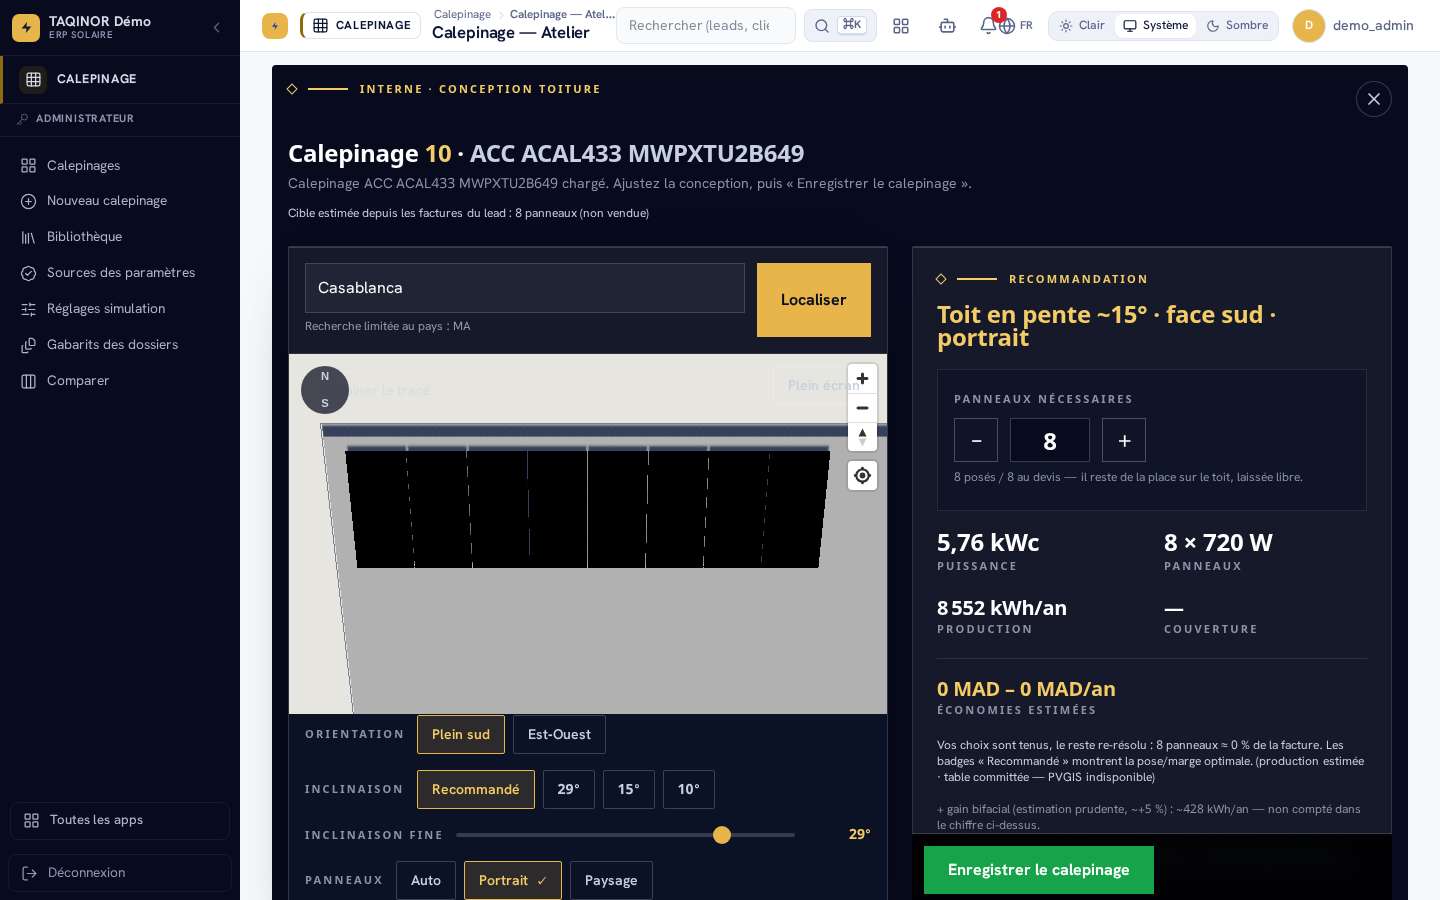 TAQINOR Démo
ERP SOLAIRE
CALEPINAGE
ADMINISTRATEUR
Calepinages
Nouveau calepinage
Bibliothèque
Sources des paramètres
Réglages simulation
Gabarits des dossiers
Comparer
Toutes les apps
Déconnexion
CALEPINAGE
Calepinage > Calepinage — Atel...
Calepinage — Atelier
Rechercher (leads, clie
⌘K
1
FR
Clair
Système
Sombre
D
demo_admin
INTERNE · CONCEPTION TOITURE
Calepinage 10 · ACC ACAL433 MWPXTU2B649
Calepinage ACC ACAL433 MWPXTU2B649 chargé. Ajustez la conception, puis « Enregistrer le calepinage ».
Cible estimée depuis les factures du lead : 8 panneaux (non vendue)
Casablanca
Localiser
Recherche limitée au pays : MA
N
S
le tracé
Plein écran
ORIENTATION
Plein sud
Est-Ouest
INCLINAISON
Recommandé
29°
15°
10°
INCLINAISON FINE
29°
PANNEAUX
Auto
Portrait ✓
Paysage
RECOMMANDATION
Toit en pente ~15° · face sud ·
portrait
PANNEAUX NÉCESSAIRES
−
8
+
8 posés / 8 au devis — il reste de la place sur le toit, laissée libre.
5,76 kWc
PUISSANCE
8 × 720 W
PANNEAUX
8 552 kWh/an
PRODUCTION
—
COUVERTURE
0 MAD – 0 MAD/an
ÉCONOMIES ESTIMÉES
Vos choix sont tenus, le reste re-résolu : 8 panneaux ≈ 0 % de la facture. Les
badges « Recommandé » montrent la pose/marge optimale. (production estimée
· table committée — PVGIS indisponible)
+ gain bifacial (estimation prudente, ~+5 %) : ~428 kWh/an — non compté dans
le chiffre ci-dessus.
Enregistrer le calepinage